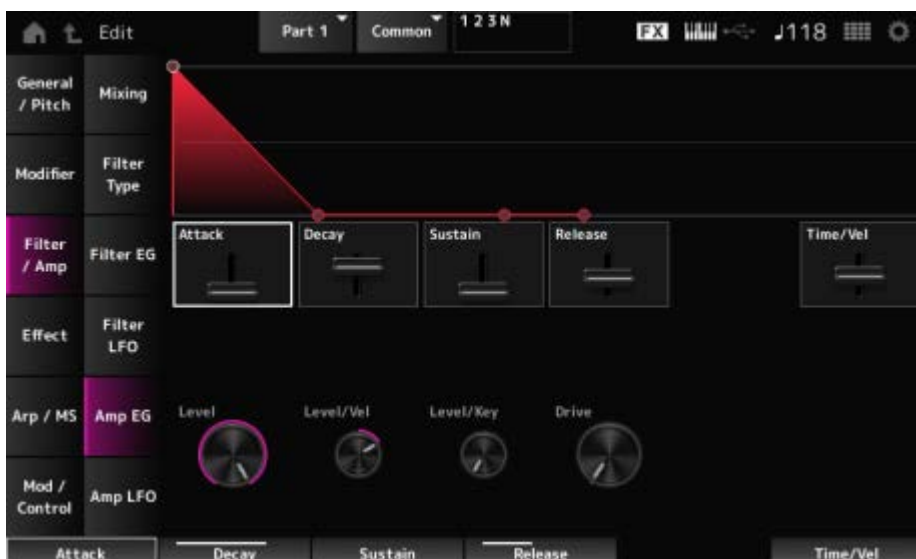 Edit Part 1 Common 1 2 3 N FX ♩118
General / Pitch
Mixing
Modifier
Filter Type
Filter / Amp
Filter EG
Attack Decay Sustain Release Time/Vel
Effect
Filter LFO
Arp / MS
Amp EG
Level Level/Vel Level/Key Drive
Mod / Control
Amp LFO
Attack Decay Sustain Release Time/Vel